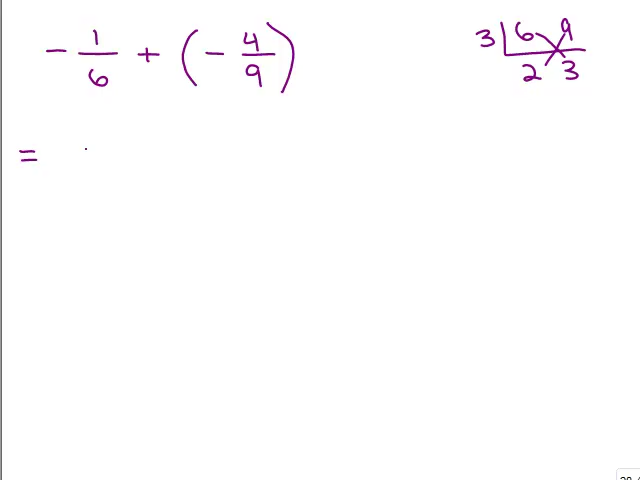 - 1/6 + (- 4/9)
3 | 6 9
2 3
=